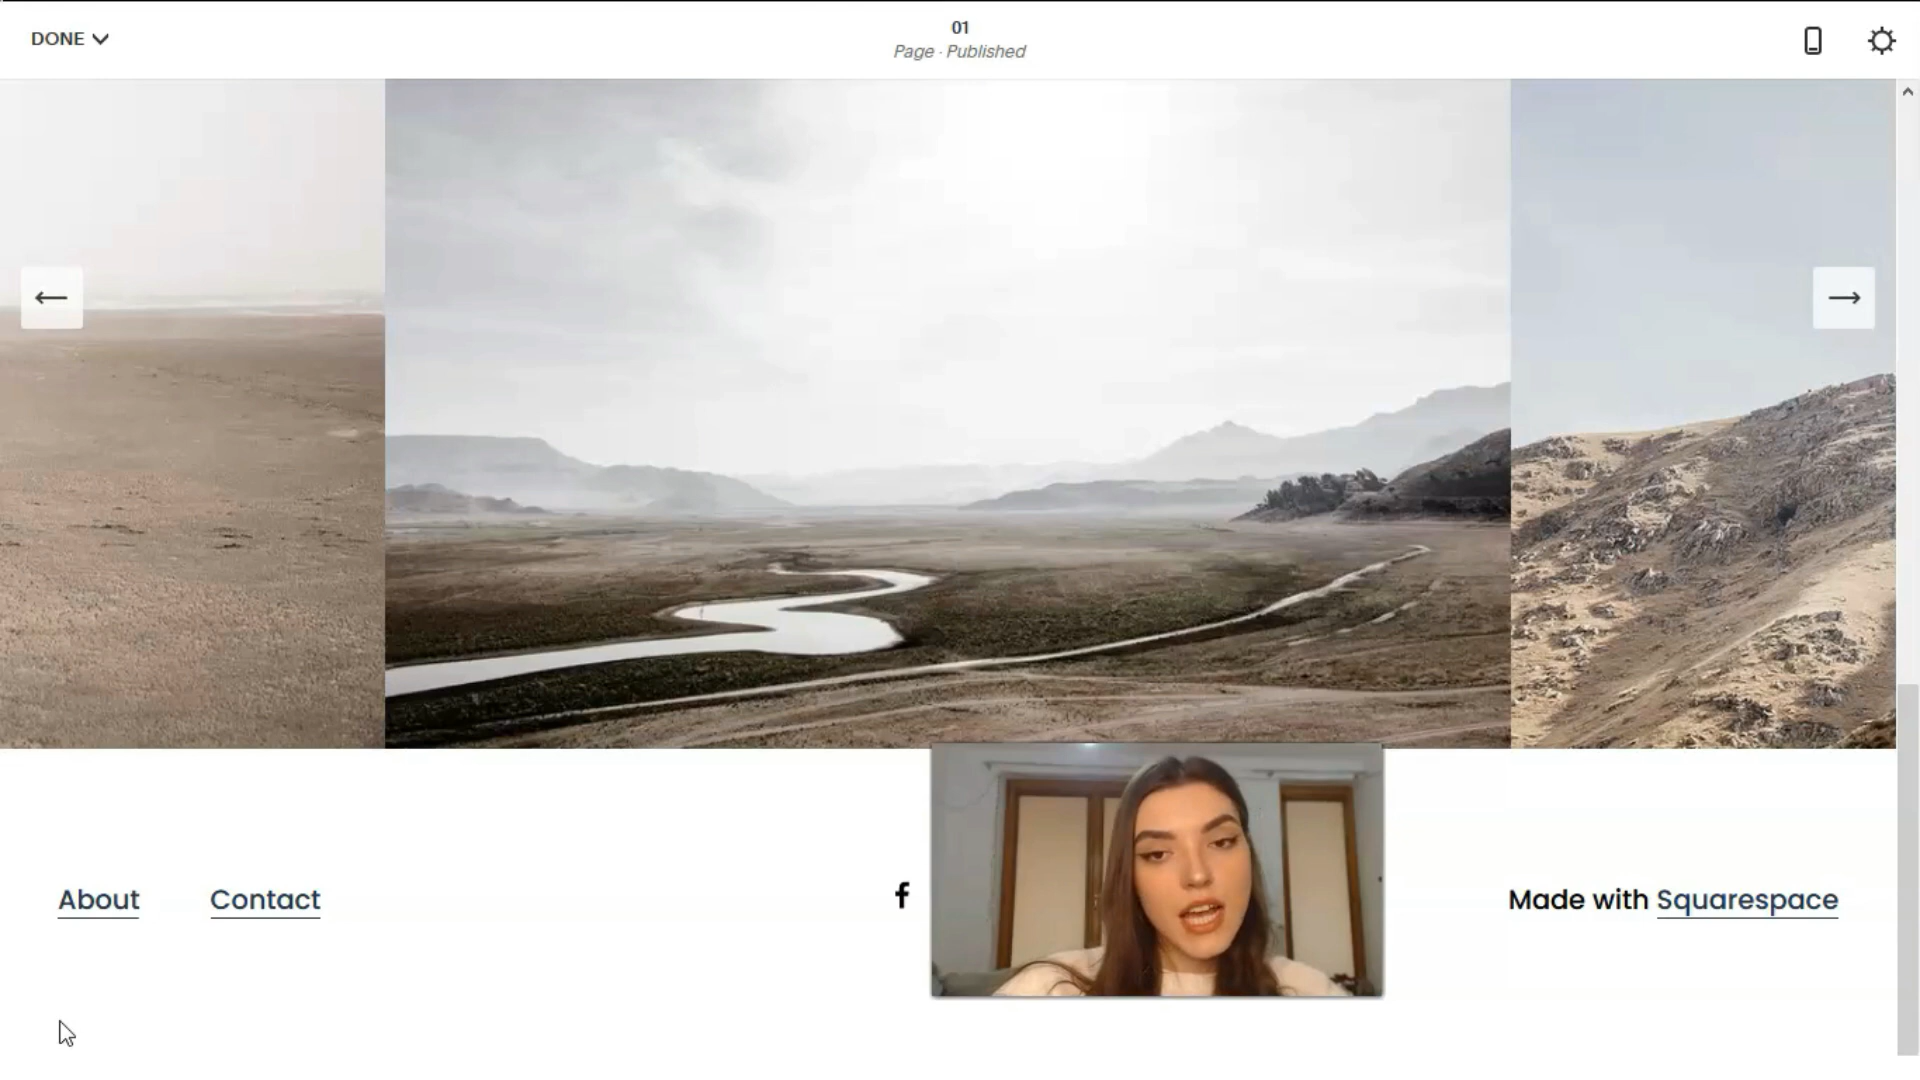 DONE
01
Page · Published
About
Contact
Made with Squarespace